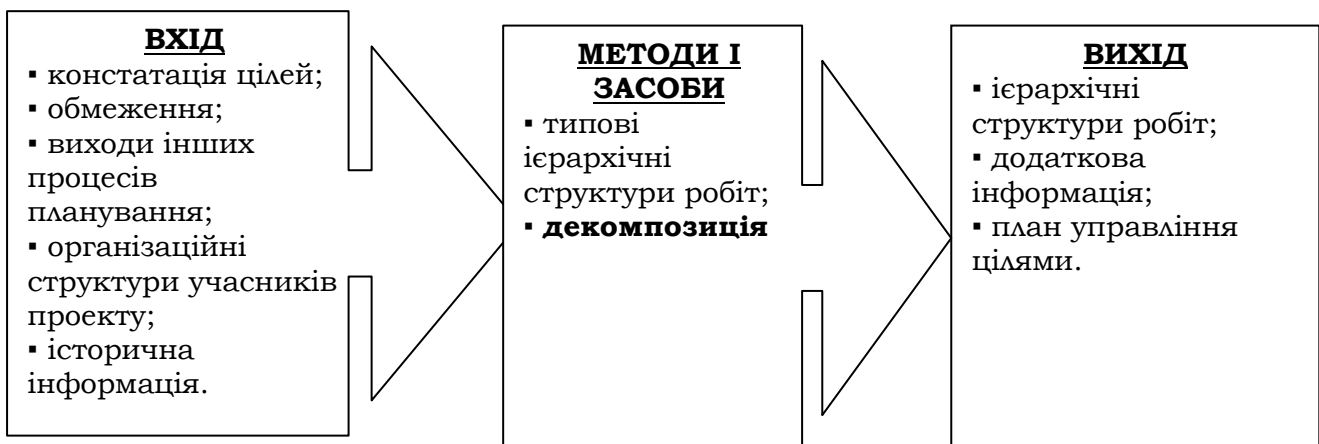 ВХІД
▪ констатація цілей;
▪ обмеження;
▪ виходи інших
процесів
планування;
▪ організаційні
структури учасників
проекту;
▪ історична
інформація.
МЕТОДИ І
ЗАСОБИ
▪ типові
ієрархічні
структури робіт;
▪ декомпозиція
ВИХІД
▪ ієрархічні
структури робіт;
▪ додаткова
інформація;
▪ план управління
цілями.